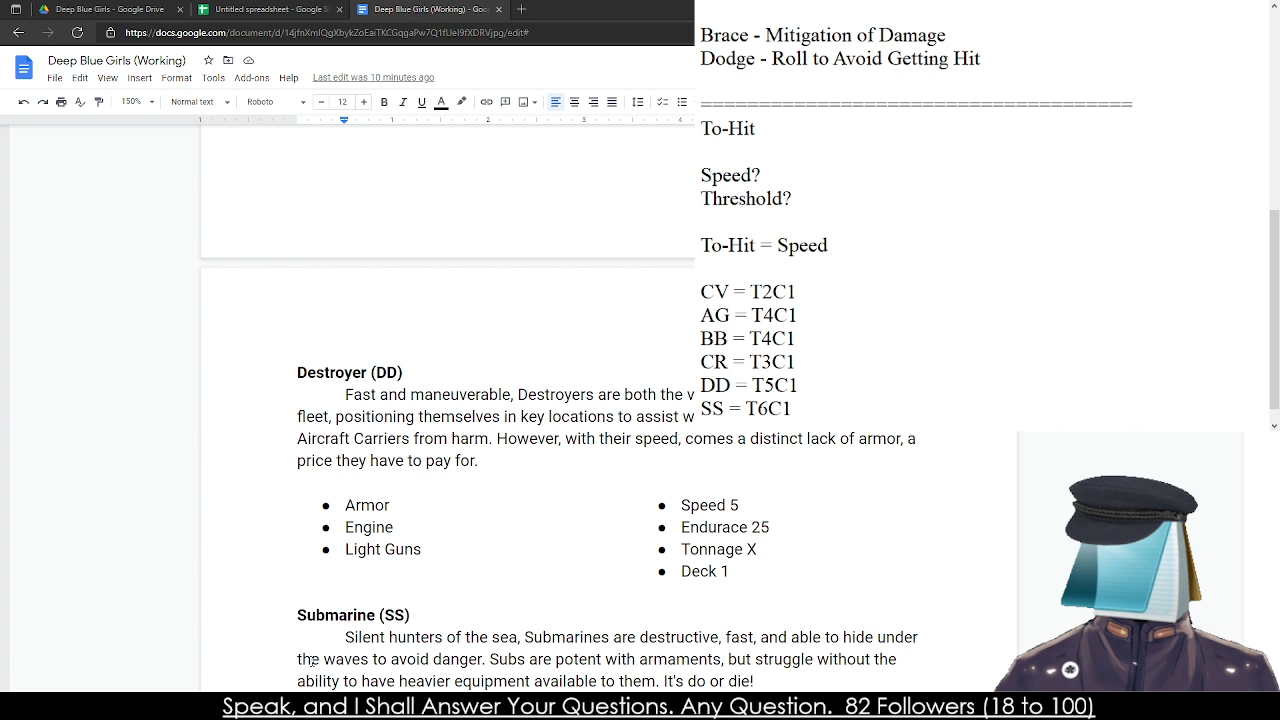 Deep Blue Girls - Google Drive
Untitled spreadsheet - Google S
Deep Blue Girls (Working) - Goo
https://docs.google.com/document/d/
Deep Blue Girls (Working)
File Edit View Insert Format Tools Add-ons Help Last edit was 10 minutes ago
150% Normal text Roboto 12 B I U A
1 1 2 3 4
Brace - Mitigation of Damage
Dodge - Roll to Avoid Getting Hit
=====================================
To-Hit
Speed?
Threshold?
To-Hit = Speed
CV = T2C1
AG = T4C1
BB = T4C1
CR = T3C1
DD = T5C1
SS = T6C1
Destroyer (DD)
Fast and maneuverable, Destroyers are both the v
fleet, positioning themselves in key locations to assist w
Aircraft Carriers from harm. However, with their speed, comes a distinct lack of armor, a
price they have to pay for.
● Armor
● Engine
● Light Guns
● Speed 5
● Endurace 25
● Tonnage X
● Deck 1
Submarine (SS)
Silent hunters of the sea, Submarines are destructive, fast, and able to hide under
the waves to avoid danger. Subs are potent with armaments, but struggle without the
ability to have heavier equipment available to them. It's do or die!
Speak, and I Shall Answer Your Questions. Any Question. 82 Followers (18 to 100)